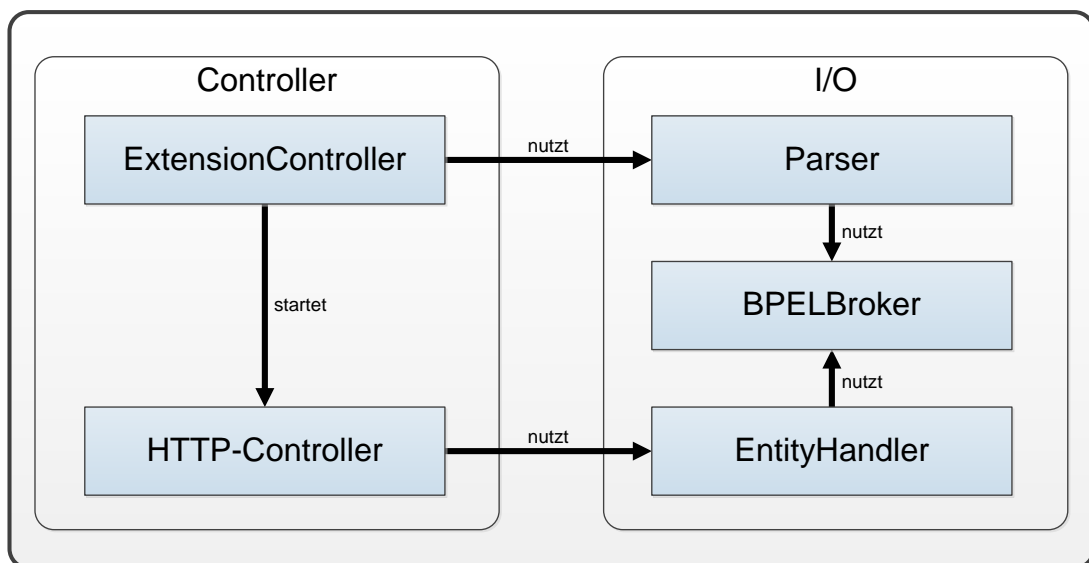 Controller
I/O
ExtensionController
nutzt
Parser
nutzt
startet
BPELBroker
nutzt
HTTP-Controller
nutzt
EntityHandler